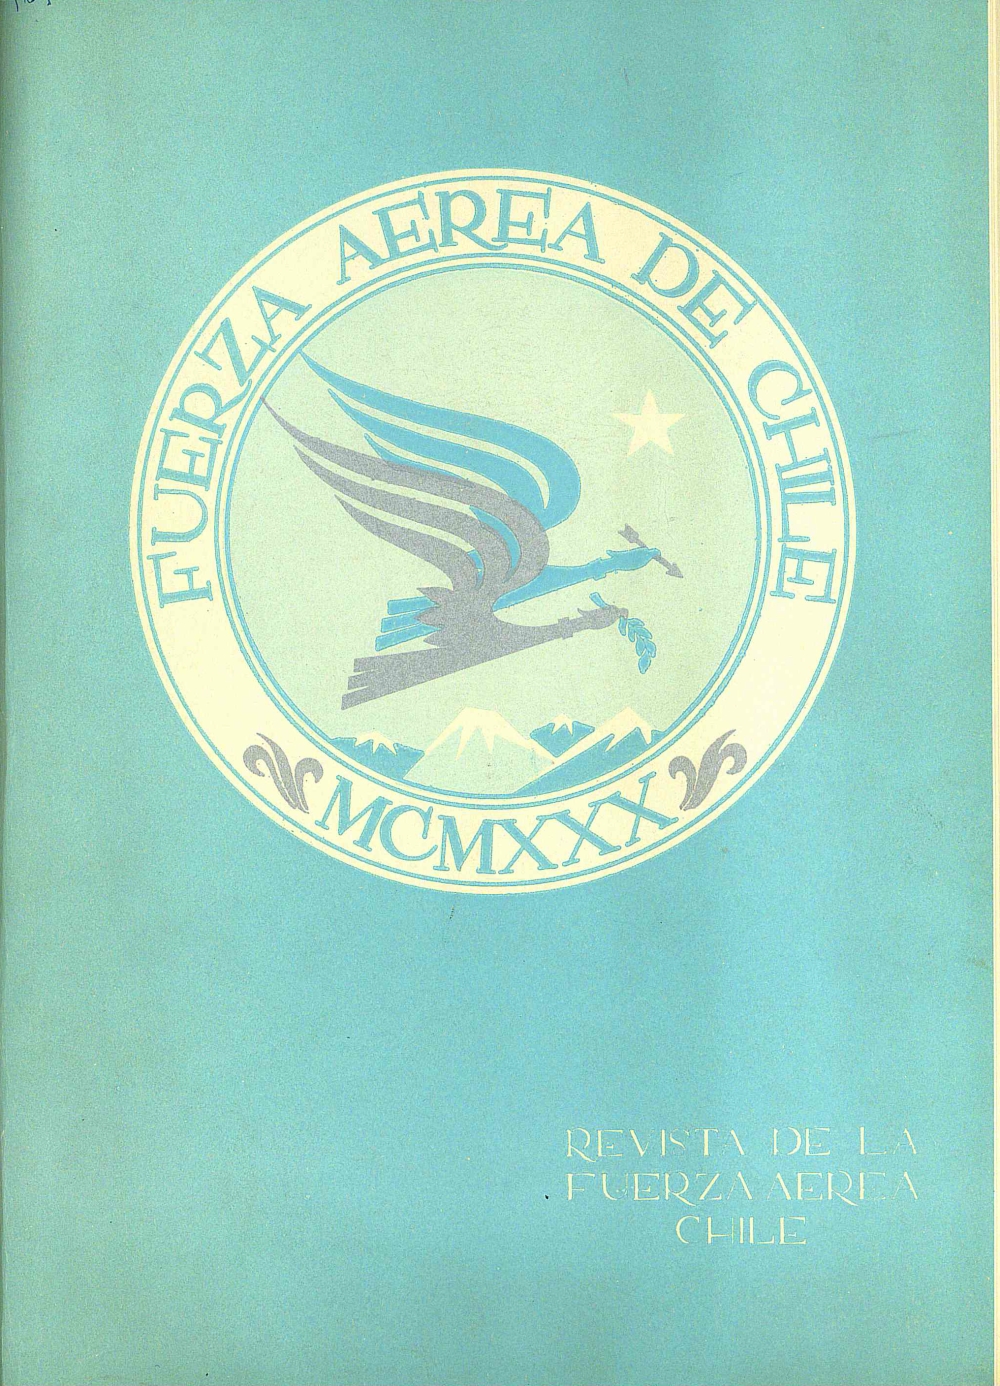 FUERZA AEREA DE CHILE
MCMXXX
REVISTA DE LA
FUERZA AEREA
CHILE